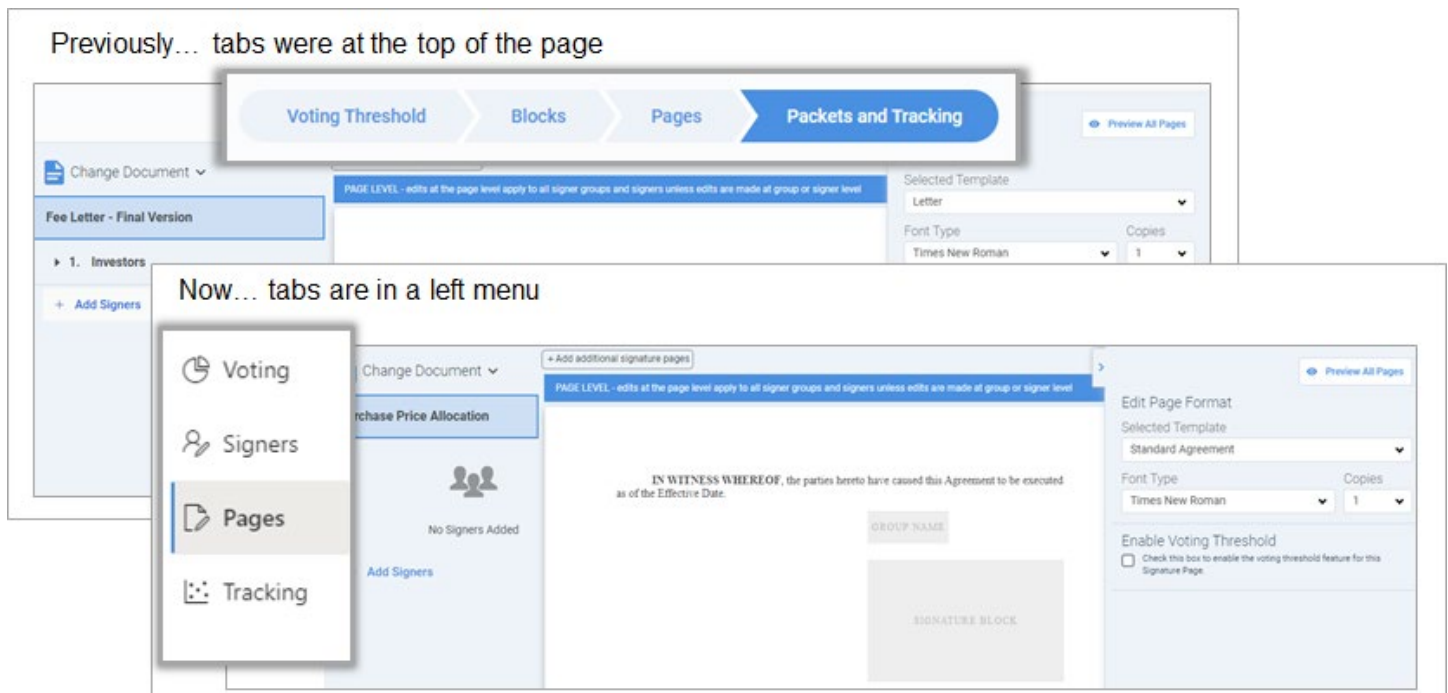 Previously… tabs were at the top of the page
Voting Threshold Blocks Pages Packets and Tracking
Preview All Pages
Change Document
PAGE LEVEL - edits at the page level apply to all signer groups and signers unless edits are made at group or signer level
Selected Template
Letter
Fee Letter - Final Version
Font Type Copies
Times New Roman 1
1. Investors
+ Add Signers
Now… tabs are in a left menu
Voting
Signers
Pages
Tracking
Change Document
rchase Price Allocation
No Signers Added
Add Signers
+ Add additional signature pages
PAGE LEVEL - edits at the page level apply to all signer groups and signers unless edits are made at group or signer level
IN WITNESS WHEREOF, the parties hereto have caused this Agreement to be executed
as of the Effective Date.
GROUP NAME
SIGNATURE BLOCK
Preview All Pages
Edit Page Format
Selected Template
Standard Agreement
Font Type Copies
Times New Roman 1
Enable Voting Threshold
Check this box to enable the voting threshold feature for this
Signature Page.